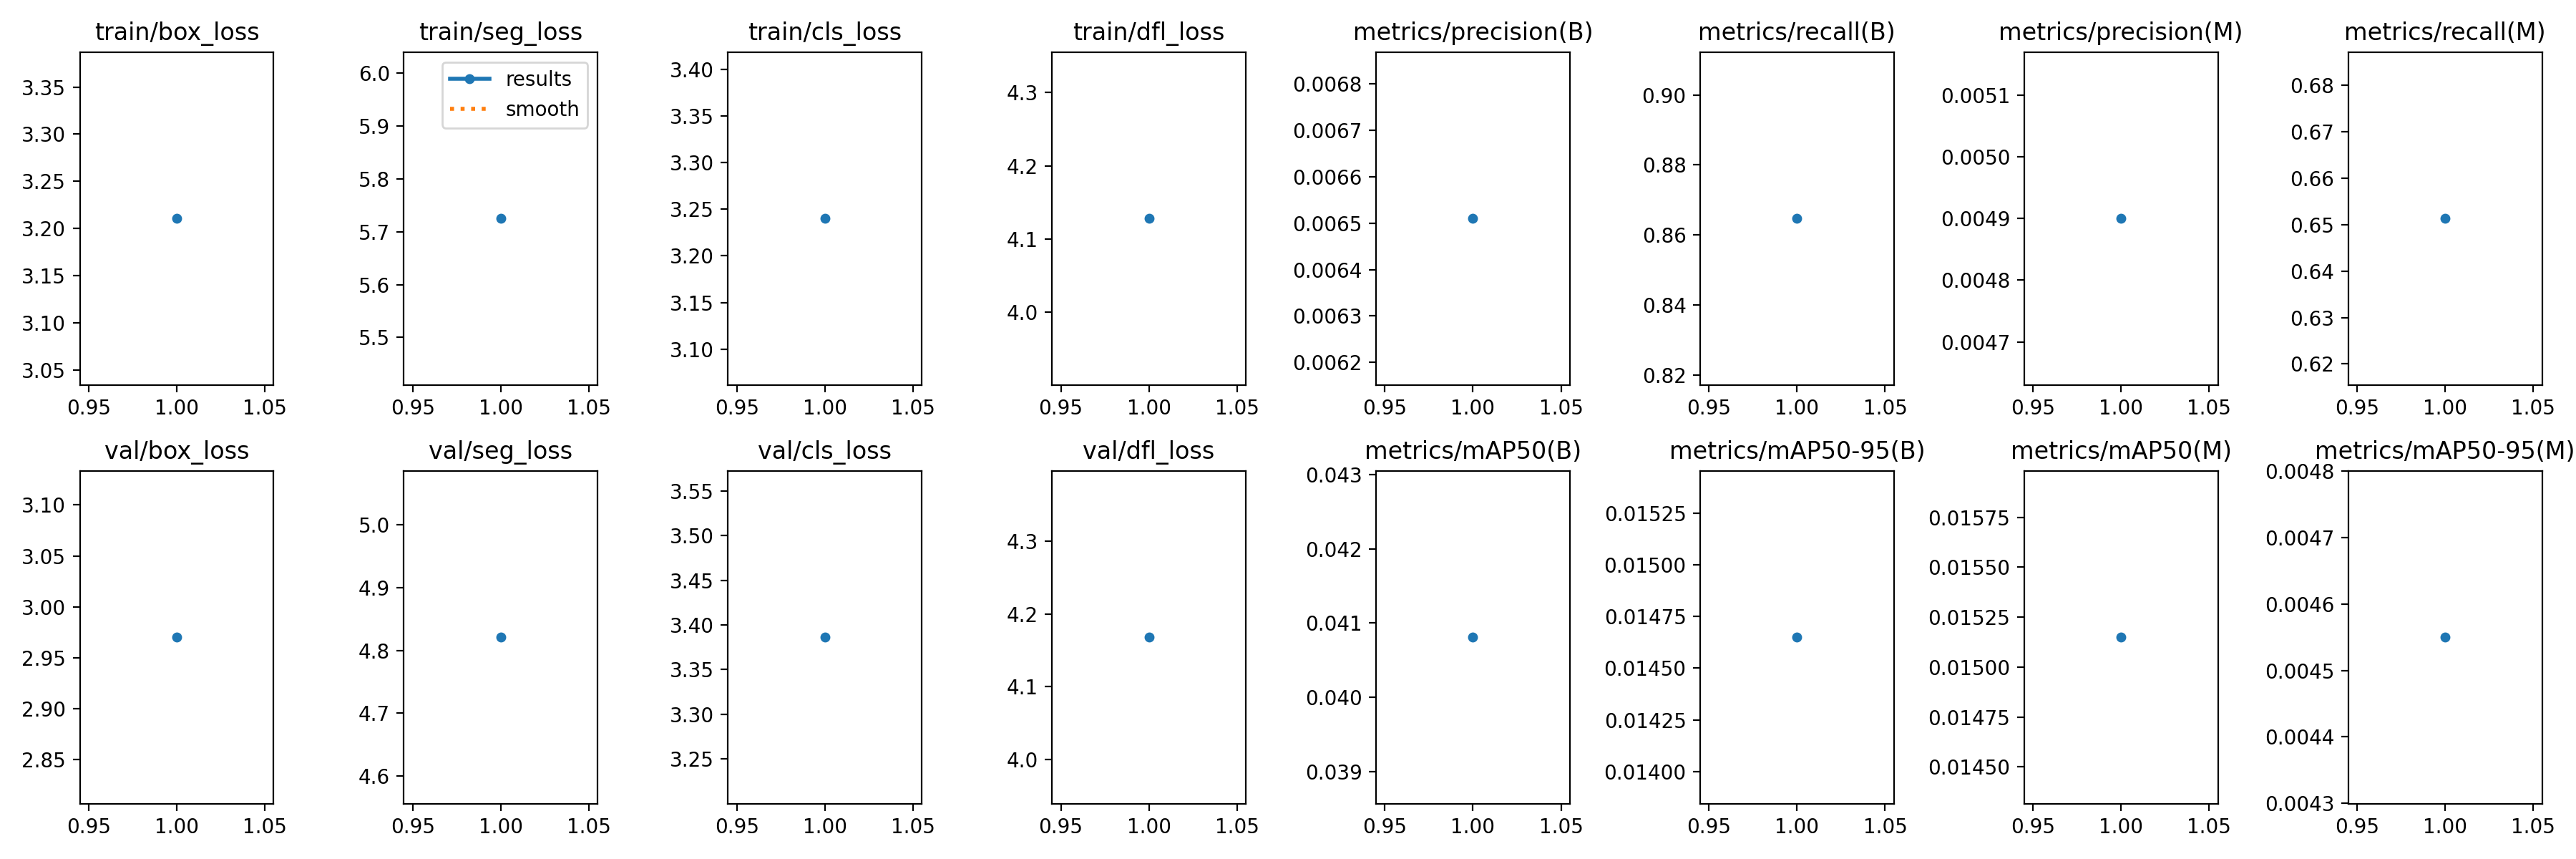 train/box_loss
3.35
3.30
3.25
3.20
3.15
3.10
3.05
0.95 1.00 1.05
train/seg_loss
results
smooth
6.0
5.9
5.8
5.7
5.6
5.5
0.95 1.00 1.05
train/cls_loss
3.40
3.35
3.30
3.25
3.20
3.15
3.10
0.95 1.00 1.05
train/dfl_loss
4.3
4.2
4.1
4.0
0.95 1.00 1.05
metrics/precision(B)
0.0068
0.0067
0.0066
0.0065
0.0064
0.0063
0.0062
0.95 1.00 1.05
metrics/recall(B)
0.90
0.88
0.86
0.84
0.82
0.95 1.00 1.05
metrics/precision(M)
0.0051
0.0050
0.0049
0.0048
0.0047
0.95 1.00 1.05
metrics/recall(M)
0.68
0.67
0.66
0.65
0.64
0.63
0.62
0.95 1.00 1.05
val/box_loss
3.10
3.05
3.00
2.95
2.90
2.85
0.95 1.00 1.05
val/seg_loss
5.0
4.9
4.8
4.7
4.6
0.95 1.00 1.05
val/cls_loss
3.55
3.50
3.45
3.40
3.35
3.30
3.25
0.95 1.00 1.05
val/dfl_loss
4.3
4.2
4.1
4.0
0.95 1.00 1.05
metrics/mAP50(B)
0.043
0.042
0.041
0.040
0.039
0.95 1.00 1.05
metrics/mAP50-95(B)
0.01525
0.01500
0.01475
0.01450
0.01425
0.01400
0.95 1.00 1.05
metrics/mAP50(M)
0.01575
0.01550
0.01525
0.01500
0.01475
0.01450
0.95 1.00 1.05
metrics/mAP50-95(M)
0.0048
0.0047
0.0046
0.0045
0.0044
0.0043
0.95 1.00 1.05